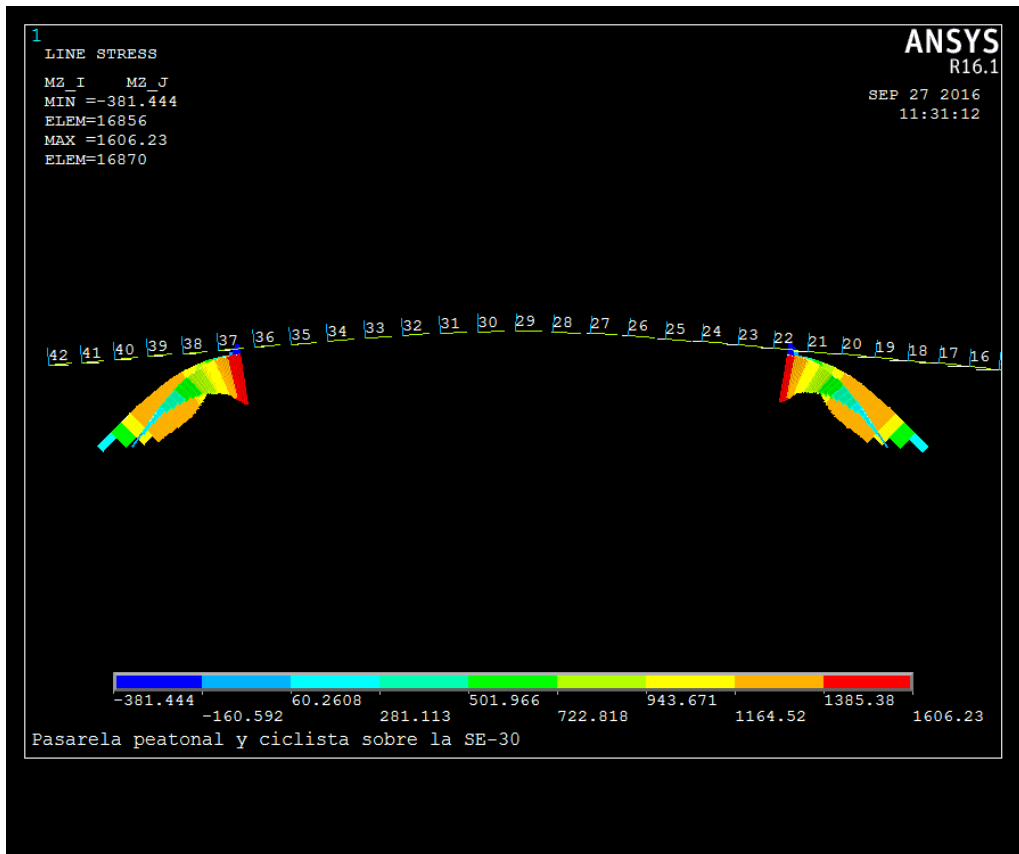 1
LINE STRESS
MZ_I MZ_J
MIN =-381.444
ELEM=16856
MAX =1606.23
ELEM=16870
ANSYS
R16.1
SEP 27 2016
11:31:12
42 41 40 39 38 37 36 35 34 33 32 31 30 29 28 27 26 25 24 23 22 21 20 19 18 17 16
-381.444 60.2608 501.966 943.671 1385.38
-160.592 281.113 722.818 1164.52 1606.23
Pasarela peatonal y ciclista sobre la SE-30